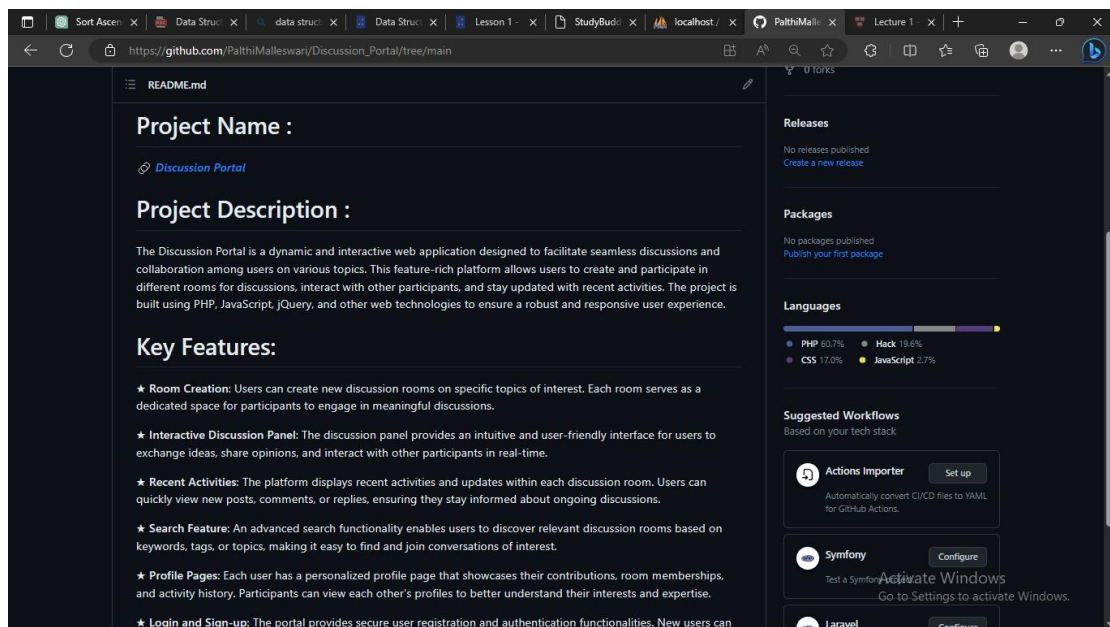 Sort Ascen
Data Struct
data struct
Data Struct
Lesson 1 -
StudyBudd
localhost /
PalthiMalle
Lecture 1 -
https://github.com/PalthiMalleswari/Discussion_Portal/tree/main
README.md
Project Name :
Discussion Portal
Project Description :
The Discussion Portal is a dynamic and interactive web application designed to facilitate seamless discussions and
collaboration among users on various topics. This feature-rich platform allows users to create and participate in
different rooms for discussions, interact with other participants, and stay updated with recent activities. The project is
built using PHP, JavaScript, jQuery, and other web technologies to ensure a robust and responsive user experience.
Key Features:
★ Room Creation: Users can create new discussion rooms on specific topics of interest. Each room serves as a
dedicated space for participants to engage in meaningful discussions.
★ Interactive Discussion Panel: The discussion panel provides an intuitive and user-friendly interface for users to
exchange ideas, share opinions, and interact with other participants in real-time.
★ Recent Activities: The platform displays recent activities and updates within each discussion room. Users can
quickly view new posts, comments, or replies, ensuring they stay informed about ongoing discussions.
★ Search Feature: An advanced search functionality enables users to discover relevant discussion rooms based on
keywords, tags, or topics, making it easy to find and join conversations of interest.
★ Profile Pages: Each user has a personalized profile page that showcases their contributions, room memberships,
and activity history. Participants can view each other's profiles to better understand their interests and expertise.
★ Login and Sign-up: The portal provides secure user registration and authentication functionalities. New users can
0 forks
Releases
No releases published
Create a new release
Packages
No packages published
Publish your first package
Languages
PHP 60.7%
Hack 19.6%
CSS 17.0%
JavaScript 2.7%
Suggested Workflows
Based on your tech stack
Actions Importer
Set up
Automatically convert CI/CD files to YAML
for GitHub Actions.
Symfony
Configure
Test a Symfony project.
Laravel
Configure
Activate Windows
Go to Settings to activate Windows.